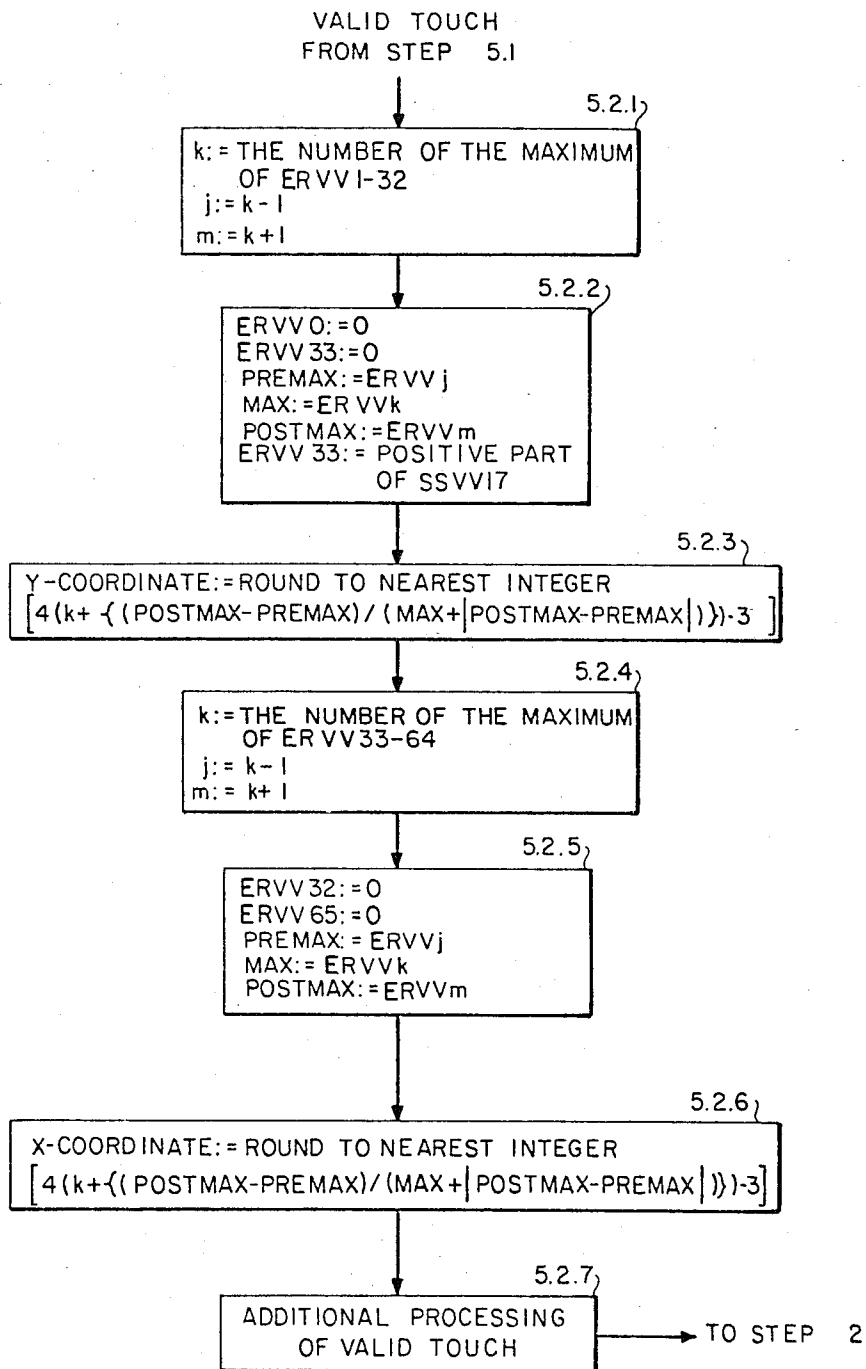 VALID TOUCH
FROM STEP 5.1
5.2.1
k:=THE NUMBER OF THE MAXIMUM
OF ERVV1-32
j:=k-1
m:=k+1
5.2.2
ERVV0:=0
ERVV33:=0
PREMAX:=ERVVj
MAX:=ERVVk
POSTMAX:=ERVVm
ERVV33:= POSITIVE PART
OF SSVV17
5.2.3
Y-COORDINATE:=ROUND TO NEAREST INTEGER
[4(k+ {(POSTMAX-PREMAX)/(MAX+|POSTMAX-PREMAX|)})-3 ]
5.2.4
k:=THE NUMBER OF THE MAXIMUM
OF ERVV33-64
j:= k-1
m:= k+1
5.2.5
ERVV32:=0
ERVV65:=0
PREMAX:=ERVVj
MAX:=ERVVk
POSTMAX:=ERVVm
5.2.6
X-COORDINATE:=ROUND TO NEAREST INTEGER
[4(k+{(POSTMAX-PREMAX)/(MAX+|POSTMAX-PREMAX|)})-3]
5.2.7
ADDITIONAL PROCESSING
OF VALID TOUCH
TO STEP 2